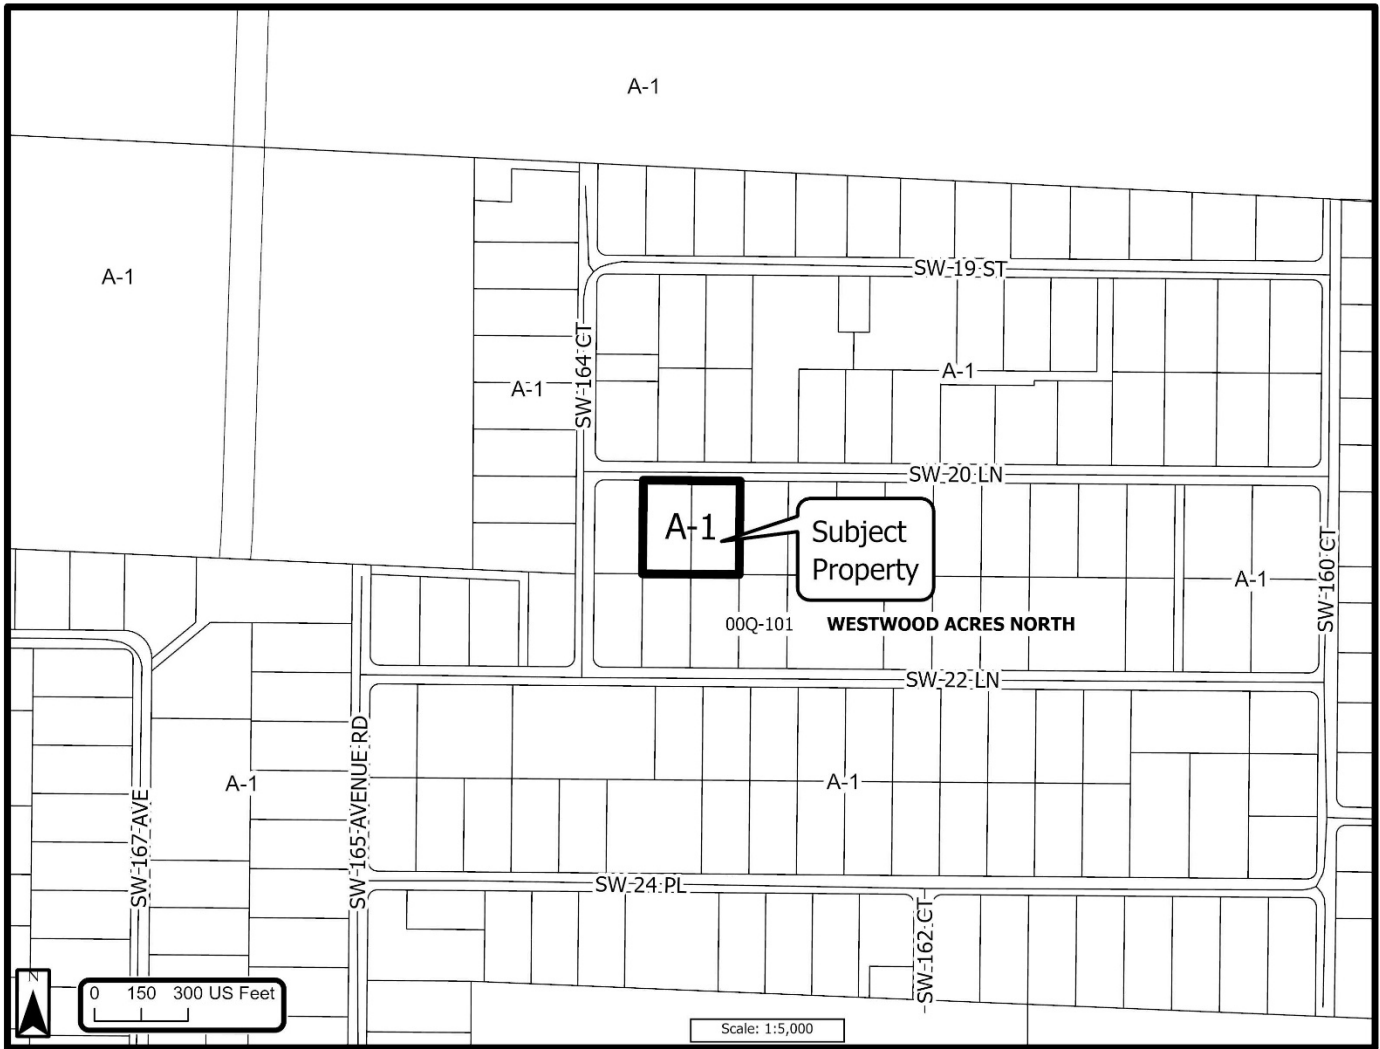 A-1
A-1
SW 19 ST
SW 164 CT
A-1
A-1
SW 20 LN
A-1
Subject
Property
SW 160 CT
A-1
00Q-101
WESTWOOD ACRES NORTH
SW 22 LN
SW 165 AVENUE RD
A-1
A-1
SW 167 AVE
SW 24 PL
SW 162 CT
N
0 150 300 US Feet
Scale: 1:5,000